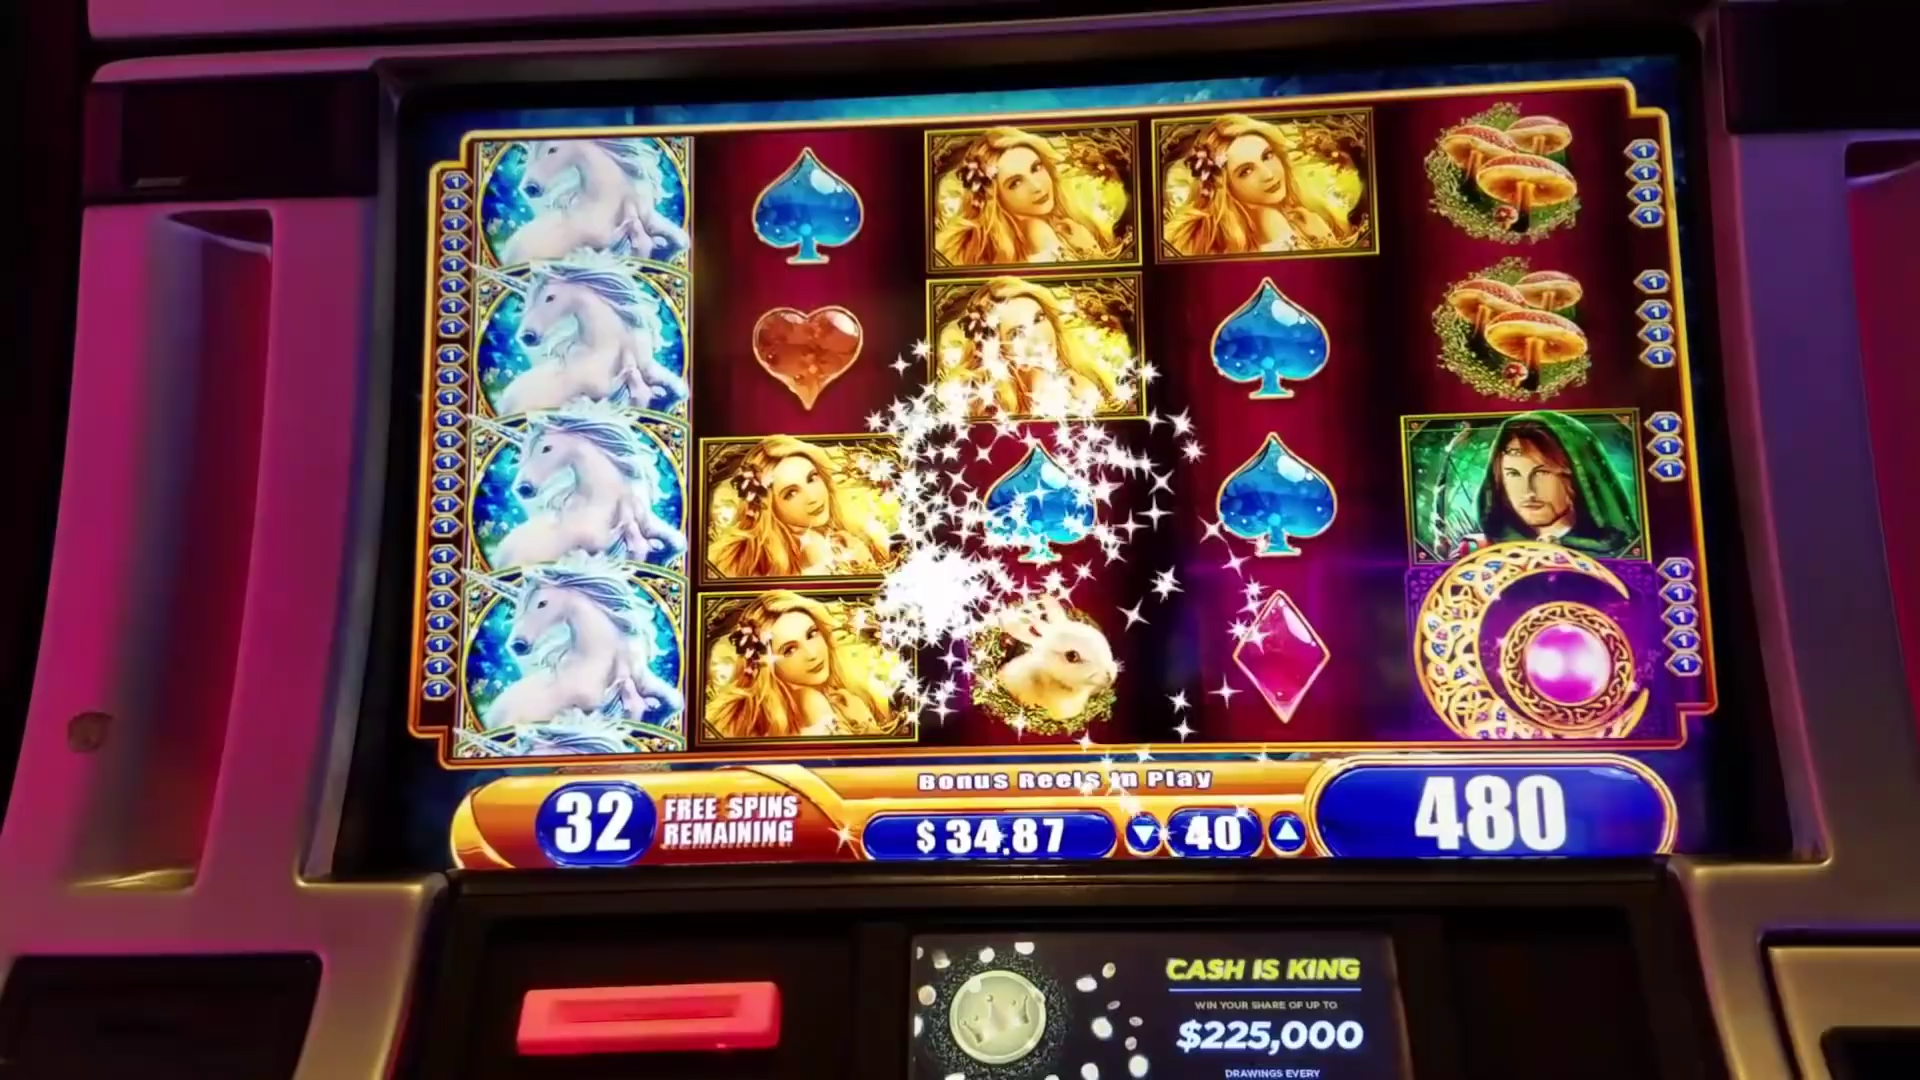 Bonus Reels In Play
32
FREE SPINS
REMAINING
$34.87
40
480
CASH IS KING
WIN YOUR SHARE OF UP TO
$225,000
DRAWINGS EVERY